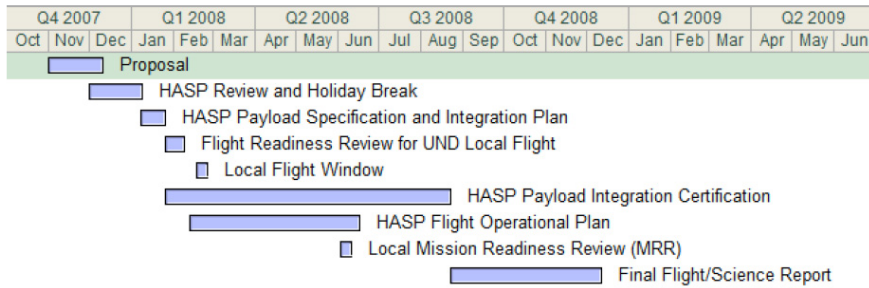 Q4 2007 Q1 2008 Q2 2008 Q3 2008 Q4 2008 Q1 2009 Q2 2009
Oct Nov Dec Jan Feb Mar Apr May Jun Jul Aug Sep Oct Nov Dec Jan Feb Mar Apr May Jun
Proposal
HASP Review and Holiday Break
HASP Payload Specification and Integration Plan
Flight Readiness Review for UND Local Flight
Local Flight Window
HASP Payload Integration Certification
HASP Flight Operational Plan
Local Mission Readiness Review (MRR)
Final Flight/Science Report